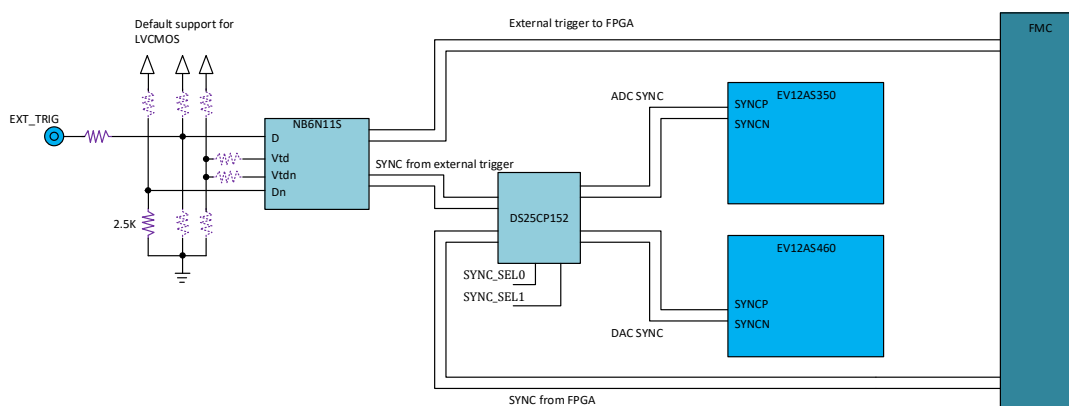 Default support for
LVCMOS
External trigger to FPGA
FMC
EXT_TRIG
NB6N11S
D
Vtd
Vtdn
Dn
2.5K
SYNC from external trigger
ADC SYNC
EV12AS350
SYNCP
SYNCN
DS25CP152
SYNC_SEL0
SYNC_SEL1
EV12AS460
SYNCP
SYNCN
DAC SYNC
SYNC from FPGA